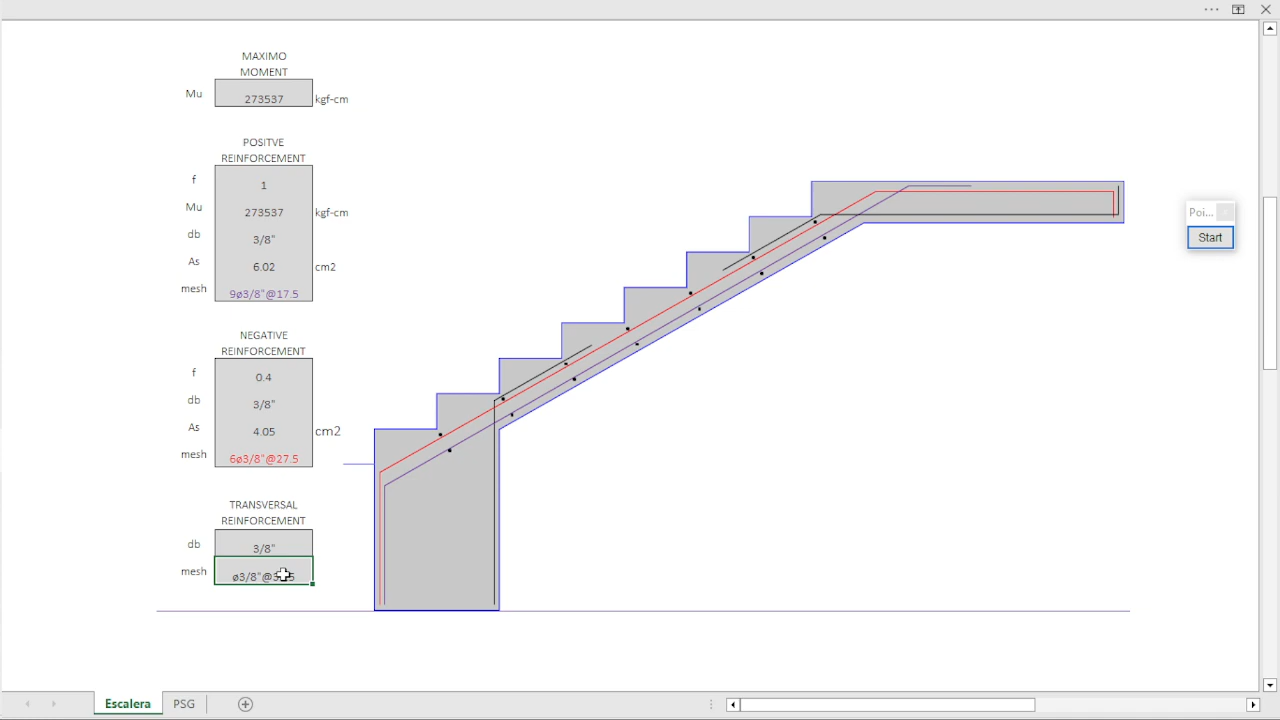 MAXIMO
MOMENT
Mu 273537 kgf-cm
POSITVE
REINFORCEMENT
f 1
Mu 273537 kgf-cm
db 3/8"
As 6.02 cm2
mesh 9ø3/8"@17.5
NEGATIVE
REINFORCEMENT
f 0.4
db 3/8"
As 4.05 cm2
mesh 6ø3/8"@27.5
TRANSVERSAL
REINFORCEMENT
db 3/8"
mesh
Poi...
Start
Escalera PSG